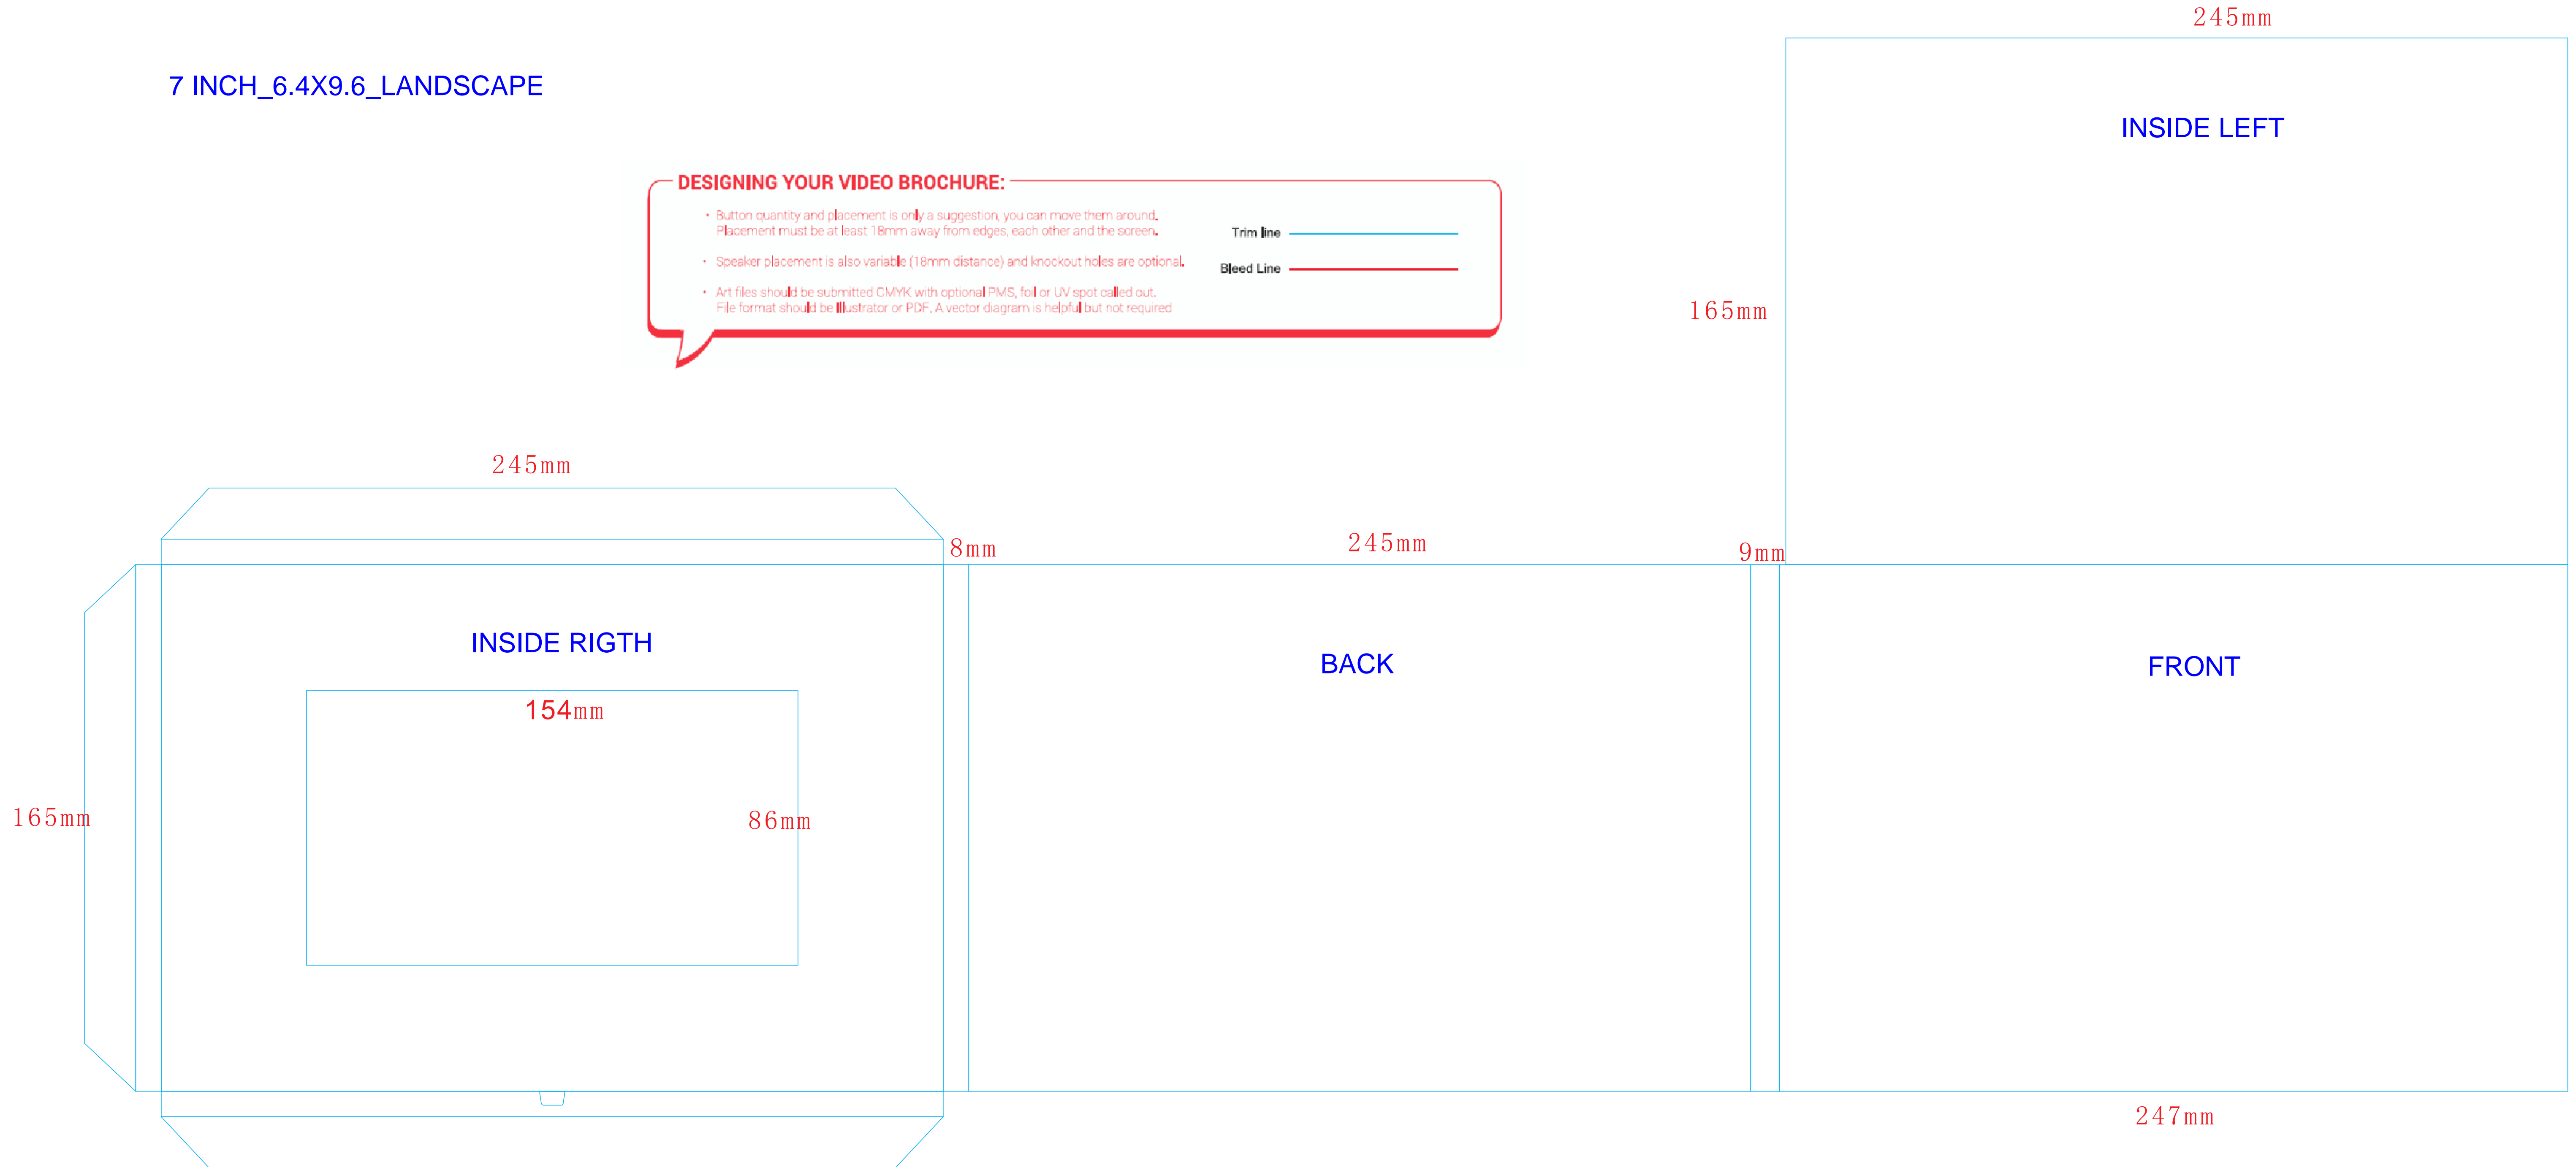 245mm
7 INCH_6.4X9.6_LANDSCAPE
INSIDE LEFT
DESIGNING YOUR VIDEO BROCHURE:
• Button quantity and placement is only a suggestion, you can move them around.
Placement must be at least 18mm away from edges, each other and the screen.
Trim line
• Speaker placement is also variable (18mm distance) and knockout holes are optional.
Bleed Line
• Art files should be submitted CMYK with optional PMS, foil or UV spot called out.
File format should be Illustrator or PDF. A vector diagram is helpful but not required
165mm
245mm
8mm
245mm
9mm
INSIDE RIGTH
BACK
FRONT
154mm
165mm
86mm
247mm